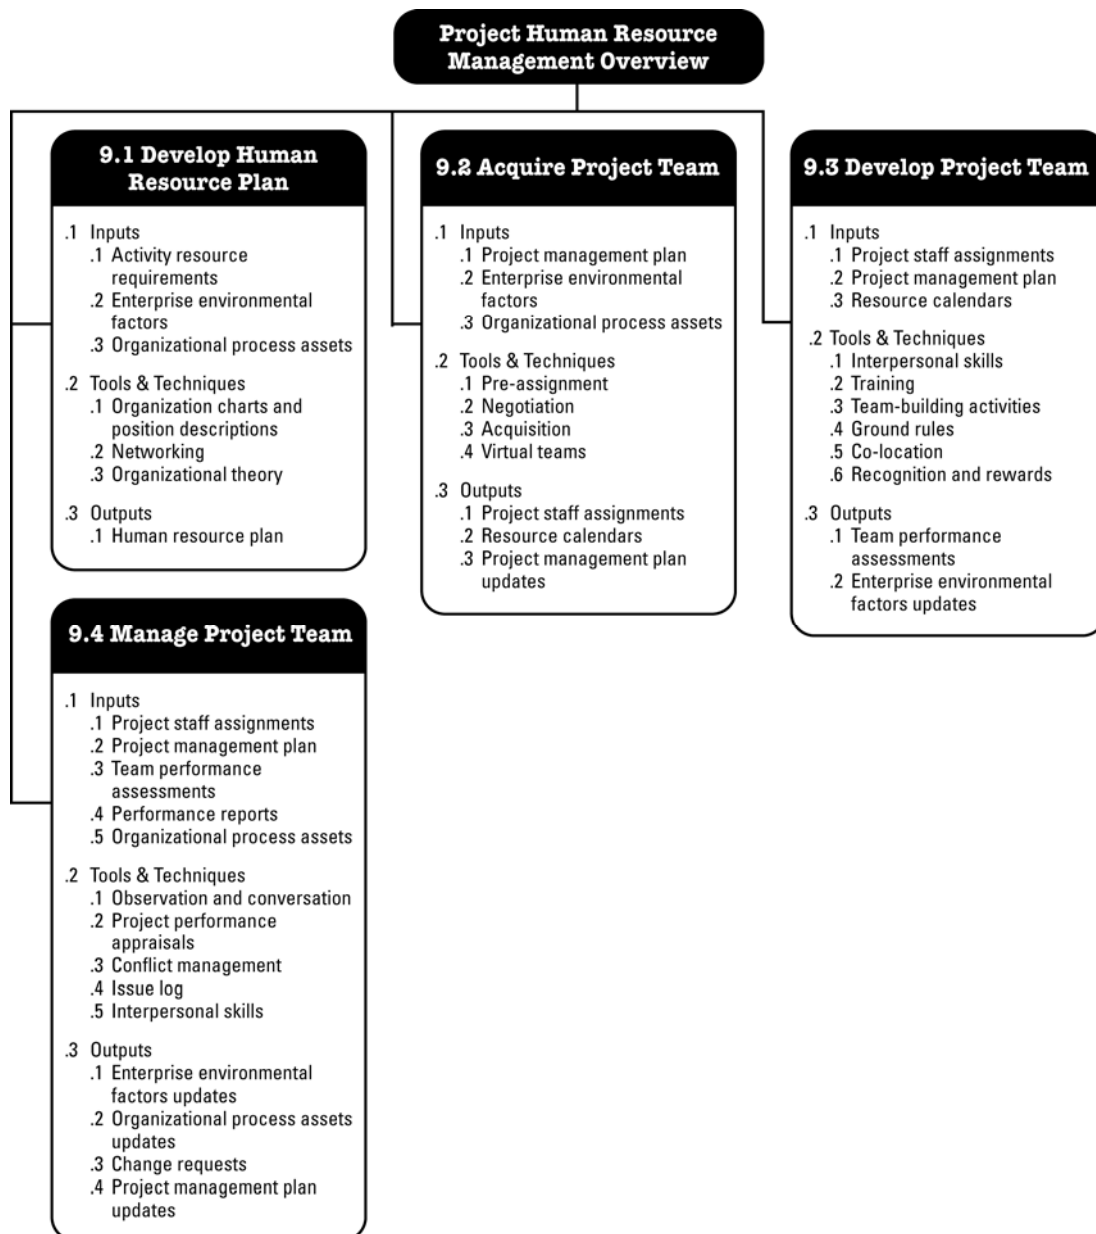 Project Human Resource
Management Overview
9.1 Develop Human
Resource Plan
.1 Inputs
.1 Activity resource
requirements
.2 Enterprise environmental
factors
.3 Organizational process assets
.2 Tools & Techniques
.1 Organization charts and
position descriptions
.2 Networking
.3 Organizational theory
.3 Outputs
.1 Human resource plan
9.2 Acquire Project Team
.1 Inputs
.1 Project management plan
.2 Enterprise environmental
factors
.3 Organizational process assets
.2 Tools & Techniques
.1 Pre-assignment
.2 Negotiation
.3 Acquisition
.4 Virtual teams
.3 Outputs
.1 Project staff assignments
.2 Resource calendars
.3 Project management plan
updates
9.3 Develop Project Team
.1 Inputs
.1 Project staff assignments
.2 Project management plan
.3 Resource calendars
.2 Tools & Techniques
.1 Interpersonal skills
.2 Training
.3 Team-building activities
.4 Ground rules
.5 Co-location
.6 Recognition and rewards
.3 Outputs
.1 Team performance
assessments
.2 Enterprise environmental
factors updates
9.4 Manage Project Team
.1 Inputs
.1 Project staff assignments
.2 Project management plan
.3 Team performance
assessments
.4 Performance reports
.5 Organizational process assets
.2 Tools & Techniques
.1 Observation and conversation
.2 Project performance
appraisals
.3 Conflict management
.4 Issue log
.5 Interpersonal skills
.3 Outputs
.1 Enterprise environmental
factors updates
.2 Organizational process assets
updates
.3 Change requests
.4 Project management plan
updates